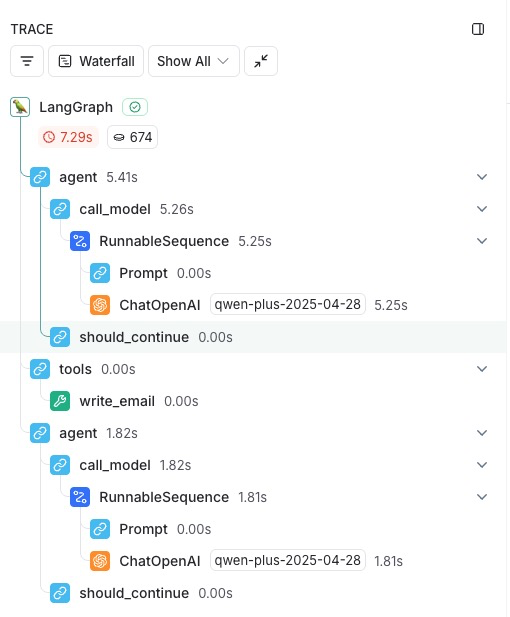 TRACE
Waterfall Show All
LangGraph
7.29s 674
agent 5.41s
call_model 5.26s
RunnableSequence 5.25s
Prompt 0.00s
ChatOpenAI qwen-plus-2025-04-28 5.25s
should_continue 0.00s
tools 0.00s
write_email 0.00s
agent 1.82s
call_model 1.82s
RunnableSequence 1.81s
Prompt 0.00s
ChatOpenAI qwen-plus-2025-04-28 1.81s
should_continue 0.00s